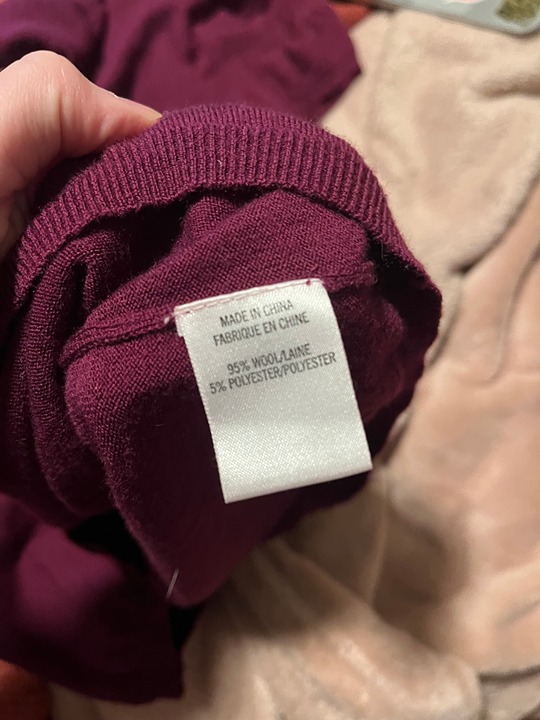 MADE IN CHINA
FABRIQUE EN CHINE
95% WOOL/LAINE
5% POLYESTER/POLYESTER